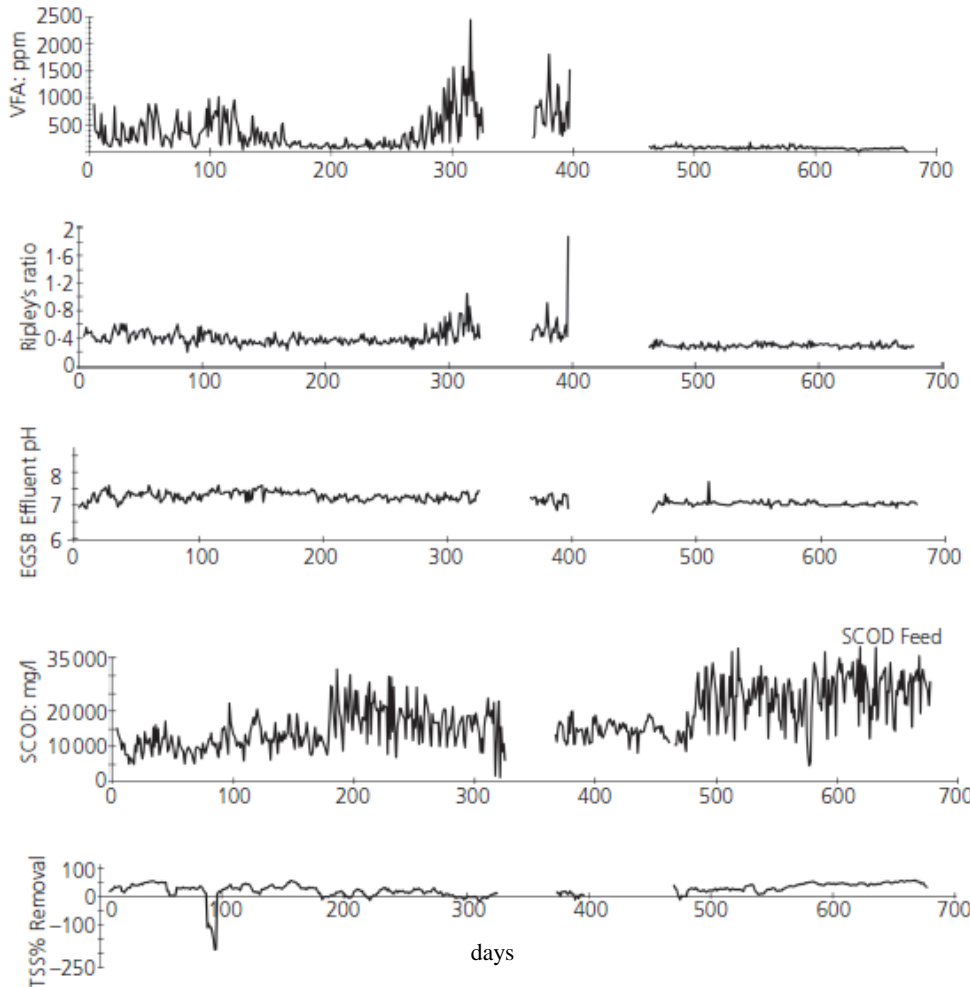 VFA: ppm
2500
2000
1500
1000
500
0 100 200 300 400 500 600 700
Ripley's ratio
2
1·6
1·2
0·8
0·4
0
0 100 200 300 400 500 600 700
EGSB Effluent pH
8
7
6
0 100 200 300 400 500 600 700
SCOD Feed
SCOD: mg/l
35 000
20 000
10 000
0
0 100 200 300 400 500 600 700
TSS% Removal
100
0
−100
−250
0 100 200 300 400 500 600 700
days